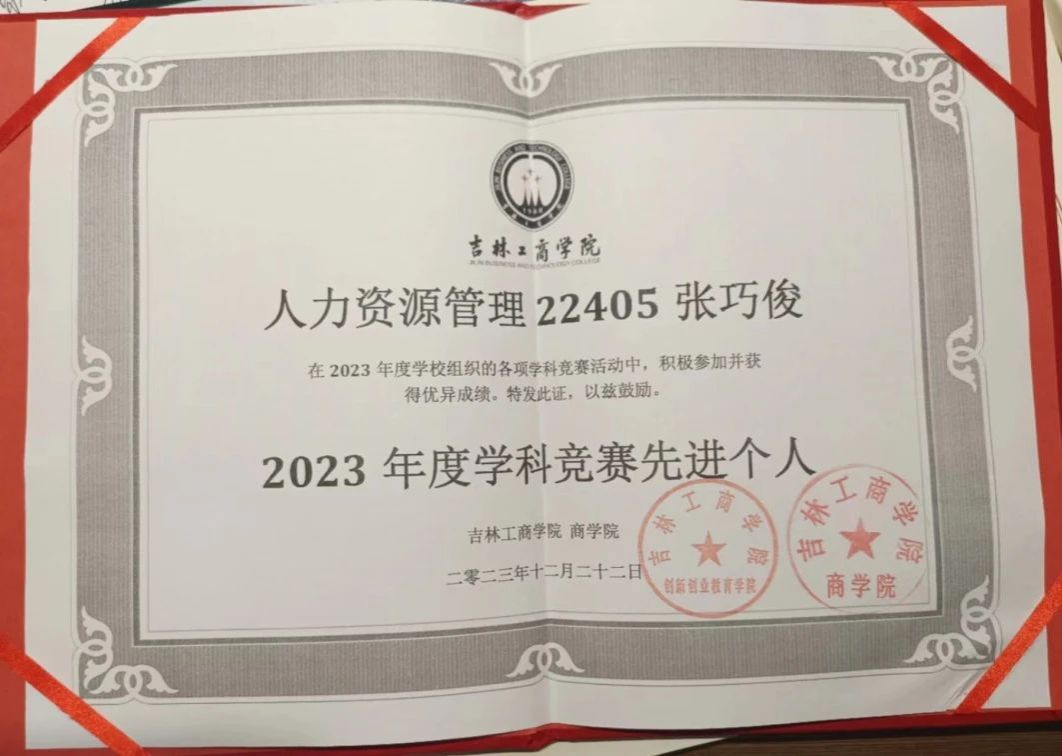 JILIN BUSINESS AND TECHNOLOGY COLLEGE
吉林工商学院
JILIN BUSINESS AND TECHNOLOGY COLLEGE
人力资源管理 22405 张巧俊
在 2023 年度学校组织的各项学科竞赛活动中，积极参加并获
得优异成绩。特发此证，以兹鼓励。
2023 年度学科竞赛先进个人
吉林工商学院 商学院
二零二三年十二月二十二日
吉林工商学院
创新创业教育学院
吉林工商学院
商学院